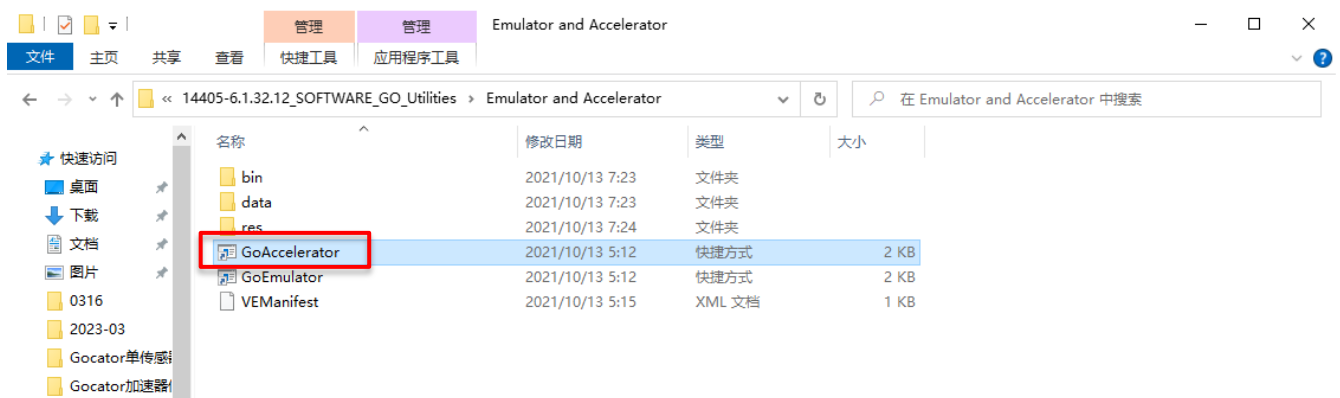 管理 管理 Emulator and Accelerator
文件 主页 共享 查看 快捷工具 应用程序工具
« 14405-6.1.32.12_SOFTWARE_GO_Utilities › Emulator and Accelerator 在 Emulator and Accelerator 中搜索
名称 修改日期 类型 大小
快速访问
桌面
下载
文档
图片
0316
2023-03
Gocator单传感
Gocator加速器
bin 2021/10/13 7:23 文件夹
data 2021/10/13 7:23 文件夹
res 2021/10/13 7:24 文件夹
GoAccelerator 2021/10/13 5:12 快捷方式 2 KB
GoEmulator 2021/10/13 5:12 快捷方式 2 KB
VEManifest 2021/10/13 5:15 XML 文档 1 KB